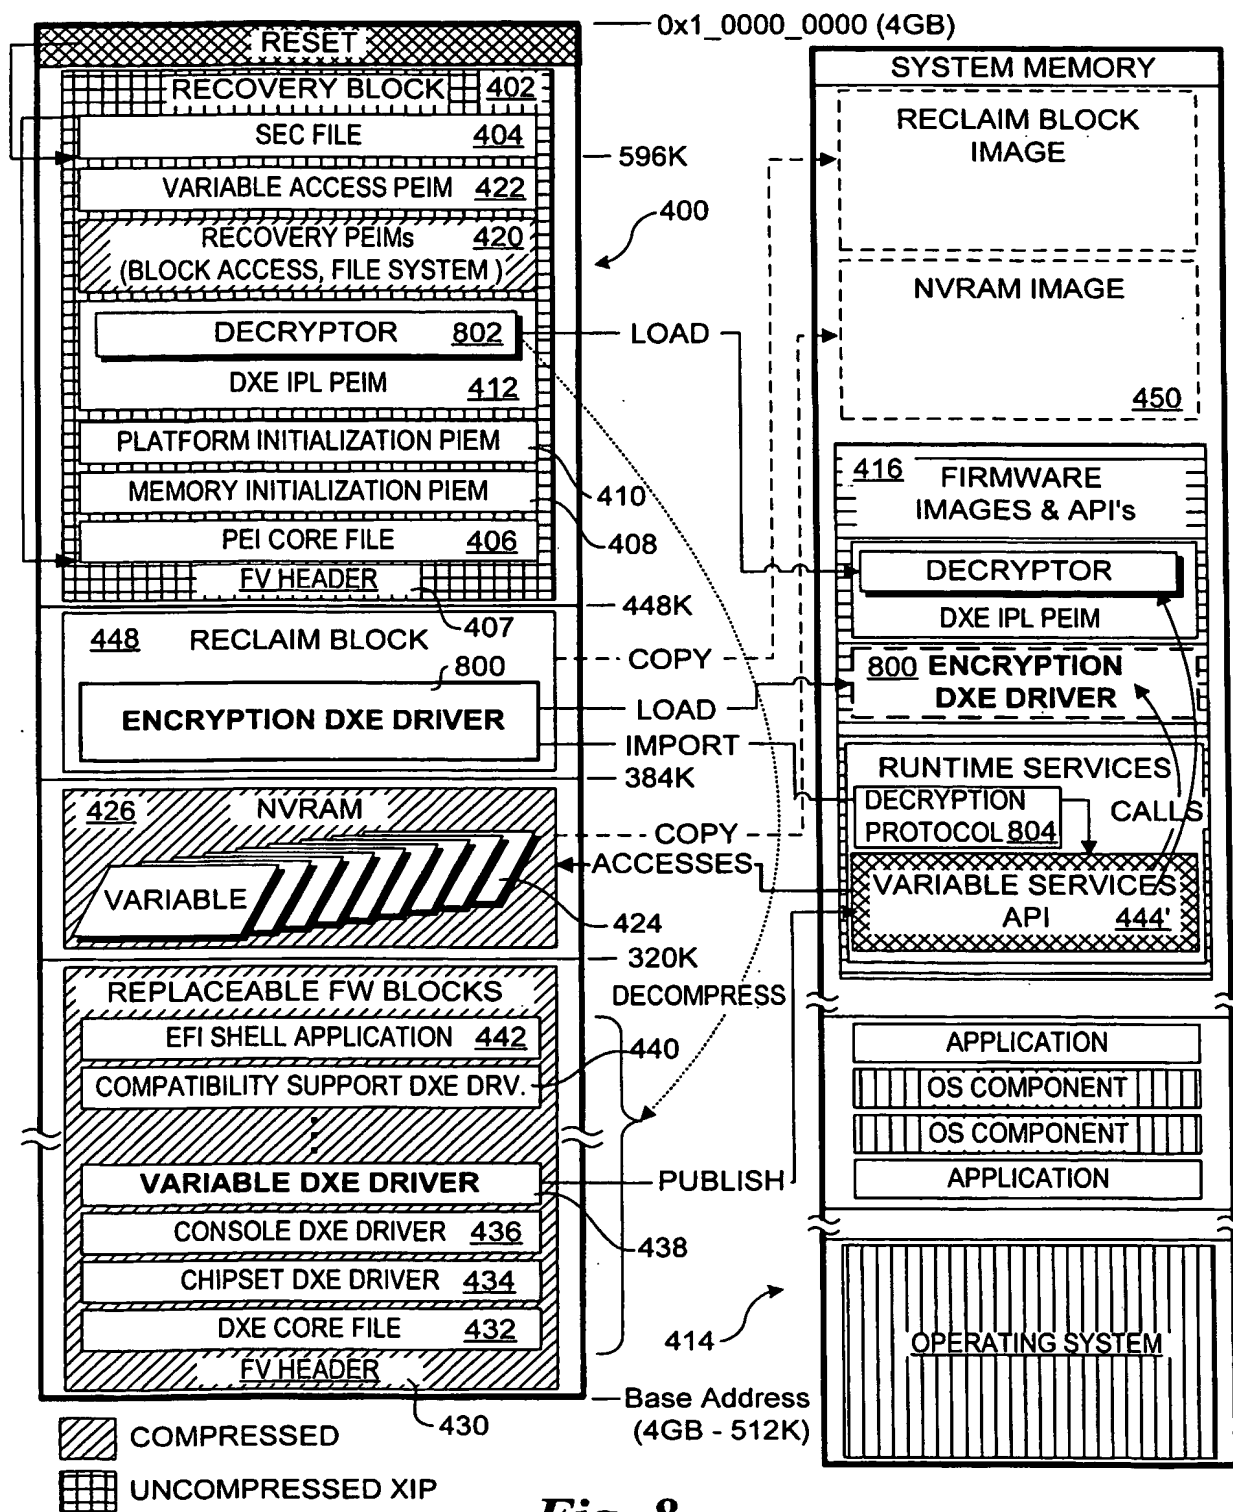 0x1_0000_0000 (4GB)
RESET
RECOVERY BLOCK 402
SEC FILE 404
596K
VARIABLE ACCESS PEIM 422
RECOVERY PEIMs 420
(BLOCK ACCESS, FILE SYSTEM )
400
DECRYPTOR 802
LOAD
DXE IPL PEIM 412
PLATFORM INITIALIZATION PIEM
410
MEMORY INITIALIZATION PIEM
408
PEI CORE FILE 406
FV HEADER
407
448K
448 RECLAIM BLOCK
COPY
800
ENCRYPTION DXE DRIVER
LOAD
IMPORT
384K
426 NVRAM
COPY
ACCESSES
VARIABLE
424
320K
REPLACEABLE FW BLOCKS
DECOMPRESS
EFI SHELL APPLICATION 442
440
COMPATIBILITY SUPPORT DXE DRV.
VARIABLE DXE DRIVER
PUBLISH
CONSOLE DXE DRIVER 436
438
CHIPSET DXE DRIVER 434
DXE CORE FILE 432
414
FV HEADER
430
Base Address
(4GB - 512K)
COMPRESSED
UNCOMPRESSED XIP
SYSTEM MEMORY
RECLAIM BLOCK
IMAGE
NVRAM IMAGE
450
416 FIRMWARE
IMAGES & API's
DECRYPTOR
DXE IPL PEIM
800 ENCRYPTION
DXE DRIVER
RUNTIME SERVICES
DECRYPTION
PROTOCOL 804
CALLS
VARIABLE SERVICES
API 444'
APPLICATION
OS COMPONENT
OS COMPONENT
APPLICATION
OPERATING SYSTEM
Fig. 8